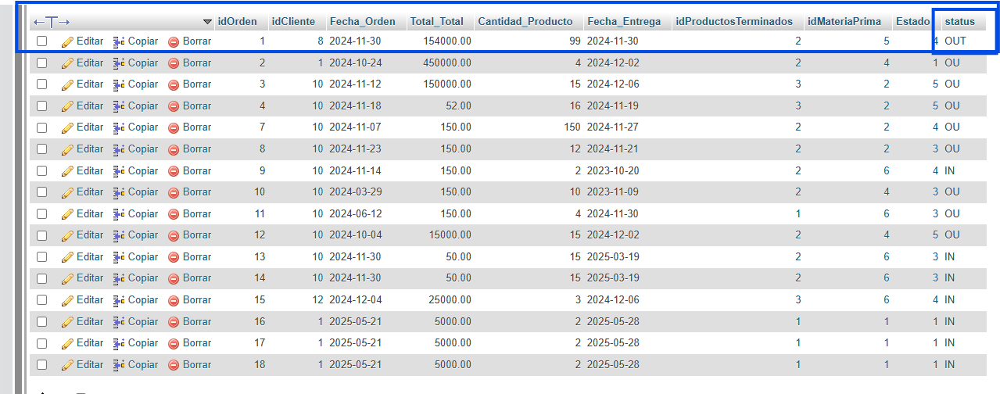 idOrden idCliente Fecha_Orden Total_Total Cantidad_Producto Fecha_Entrega idProductosTerminados idMateriaPrima Estado status
Editar Copiar Borrar 1 8 2024-11-30 154000.00 99 2024-11-30 2 5 4 OUT
Editar Copiar Borrar 2 1 2024-10-24 450000.00 4 2024-12-02 2 4 1 OU
Editar Copiar Borrar 3 10 2024-11-12 150000.00 15 2024-12-06 3 2 5 OU
Editar Copiar Borrar 4 10 2024-11-18 52.00 16 2024-11-19 3 2 5 OU
Editar Copiar Borrar 7 10 2024-11-07 150.00 150 2024-11-27 2 2 4 OU
Editar Copiar Borrar 8 10 2024-11-23 150.00 12 2024-11-21 2 2 3 OU
Editar Copiar Borrar 9 10 2024-11-14 150.00 2 2023-10-20 2 6 4 IN
Editar Copiar Borrar 10 10 2024-03-29 150.00 10 2023-11-09 2 4 3 OU
Editar Copiar Borrar 11 10 2024-06-12 150.00 4 2024-11-30 1 6 3 OU
Editar Copiar Borrar 12 10 2024-10-04 15000.00 15 2024-12-02 2 4 5 OU
Editar Copiar Borrar 13 10 2024-11-30 50.00 15 2025-03-19 2 6 3 IN
Editar Copiar Borrar 14 10 2024-11-30 50.00 15 2025-03-19 2 6 3 IN
Editar Copiar Borrar 15 12 2024-12-04 25000.00 3 2024-12-06 3 6 4 IN
Editar Copiar Borrar 16 1 2025-05-21 5000.00 2 2025-05-28 1 1 1 IN
Editar Copiar Borrar 17 1 2025-05-21 5000.00 2 2025-05-28 1 1 1 IN
Editar Copiar Borrar 18 1 2025-05-21 5000.00 2 2025-05-28 1 1 1 IN